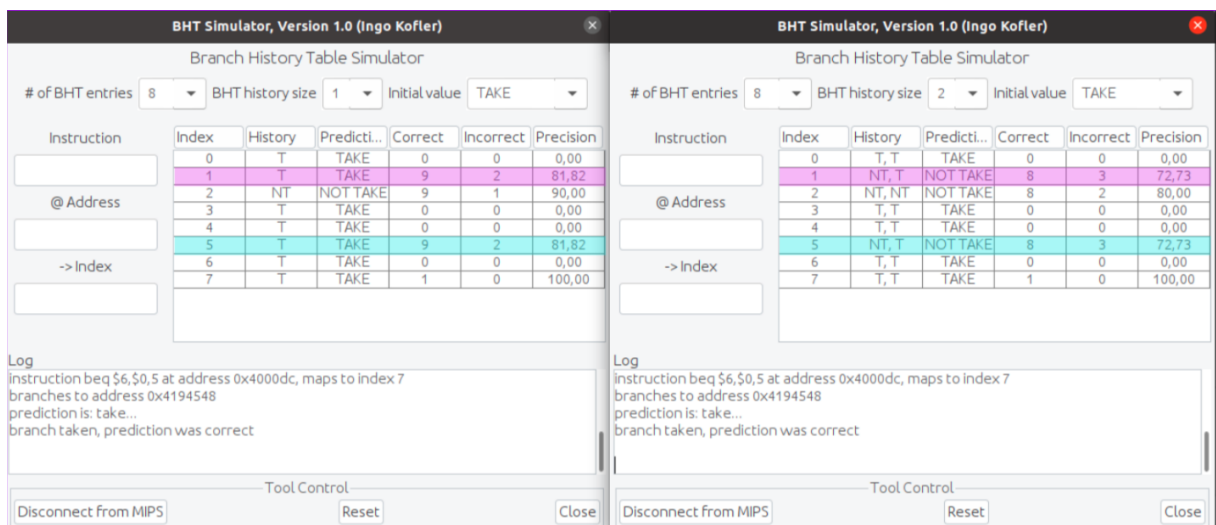 BHT Simulator, Version 1.0 (Ingo Kofler)
Branch History Table Simulator
# of BHT entries 8 BHT history size 1 Initial value TAKE
Instruction
@ Address
-> Index
Index History Predicti... Correct Incorrect Precision
0 T TAKE 0 0 0,00
1 T TAKE 9 2 81,82
2 NT NOT TAKE 9 1 90,00
3 T TAKE 0 0 0,00
4 T TAKE 0 0 0,00
5 T TAKE 9 2 81,82
6 T TAKE 0 0 0,00
7 T TAKE 1 0 100,00
Log
instruction beq $6,$0,5 at address 0x4000dc, maps to index 7
branches to address 0x4194548
prediction is: take...
branch taken, prediction was correct
Tool Control
Disconnect from MIPS Reset Close
BHT Simulator, Version 1.0 (Ingo Kofler)
Branch History Table Simulator
# of BHT entries 8 BHT history size 2 Initial value TAKE
Instruction
@ Address
-> Index
Index History Predicti... Correct Incorrect Precision
0 T, T TAKE 0 0 0,00
1 NT, T NOT TAKE 8 3 72,73
2 NT, NT NOT TAKE 8 2 80,00
3 T, T TAKE 0 0 0,00
4 T, T TAKE 0 0 0,00
5 NT, T NOT TAKE 8 3 72,73
6 T, T TAKE 0 0 0,00
7 T, T TAKE 1 0 100,00
Log
instruction beq $6,$0,5 at address 0x4000dc, maps to index 7
branches to address 0x4194548
prediction is: take...
branch taken, prediction was correct
Tool Control
Disconnect from MIPS Reset Close